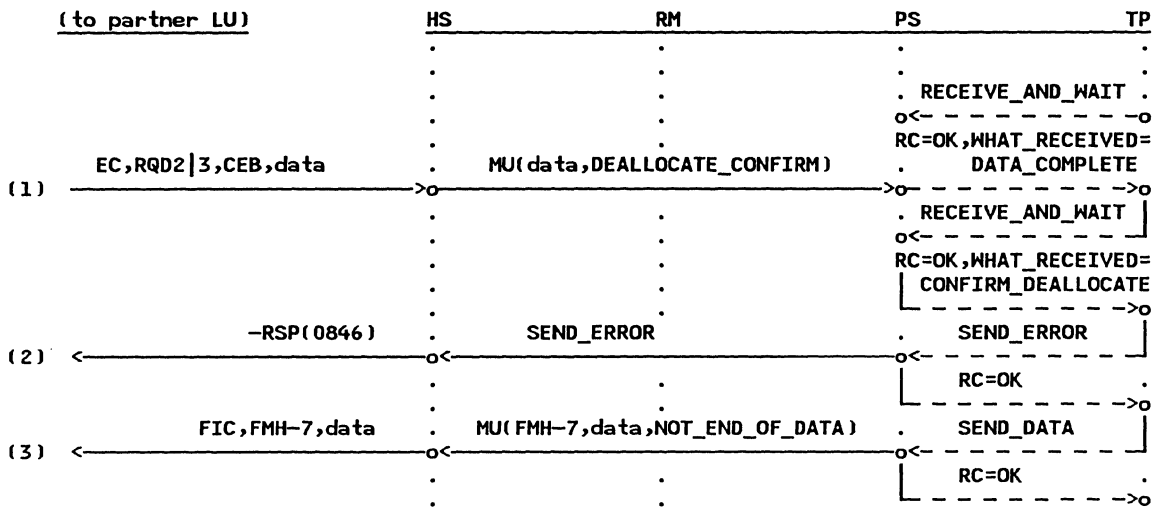 (to partner LU) HS RM PS TP
RECEIVE_AND_WAIT
RC=OK,WHAT_RECEIVED=
EC,RQD2|3,CEB,data MU(data,DEALLOCATE_CONFIRM) DATA_COMPLETE
(1)
RECEIVE_AND_WAIT
RC=OK,WHAT_RECEIVED=
CONFIRM_DEALLOCATE
-RSP(0846) SEND_ERROR SEND_ERROR
(2)
RC=OK
FIC,FMH-7,data MU(FMH-7,data,NOT_END_OF_DATA) SEND_DATA
(3)
RC=OK